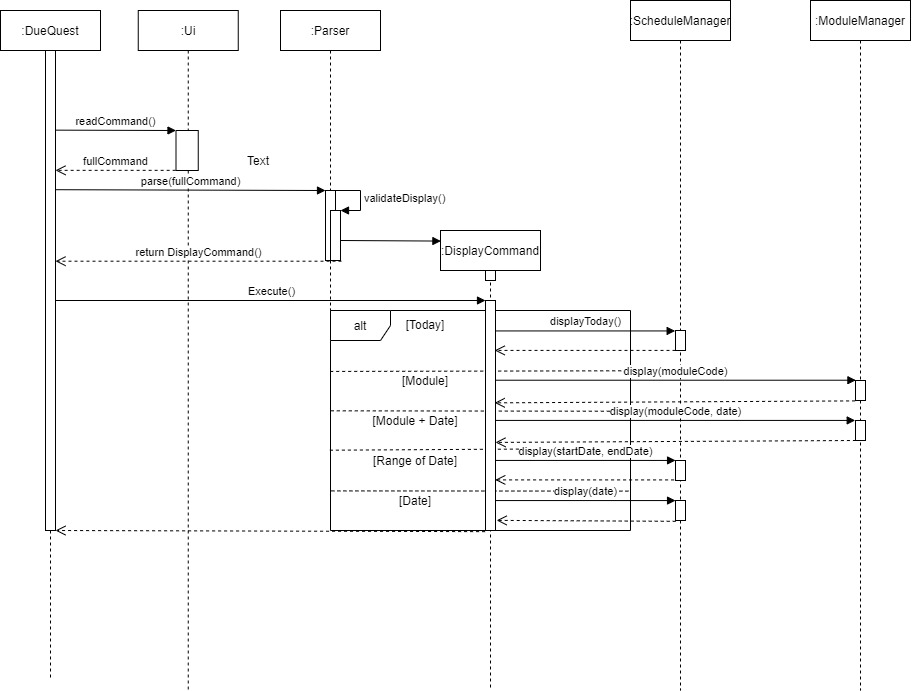 :DueQuest
:Ui
:Parser
:ScheduleManager
:ModuleManager
readCommand()
fullCommand
Text
parse(fullCommand)
validateDisplay()
return DisplayCommand()
:DisplayCommand
Execute()
alt
[Today]
displayToday()
[Module]
display(moduleCode)
[Module + Date]
display(moduleCode, date)
[Range of Date]
display(startDate, endDate)
[Date]
display(date)